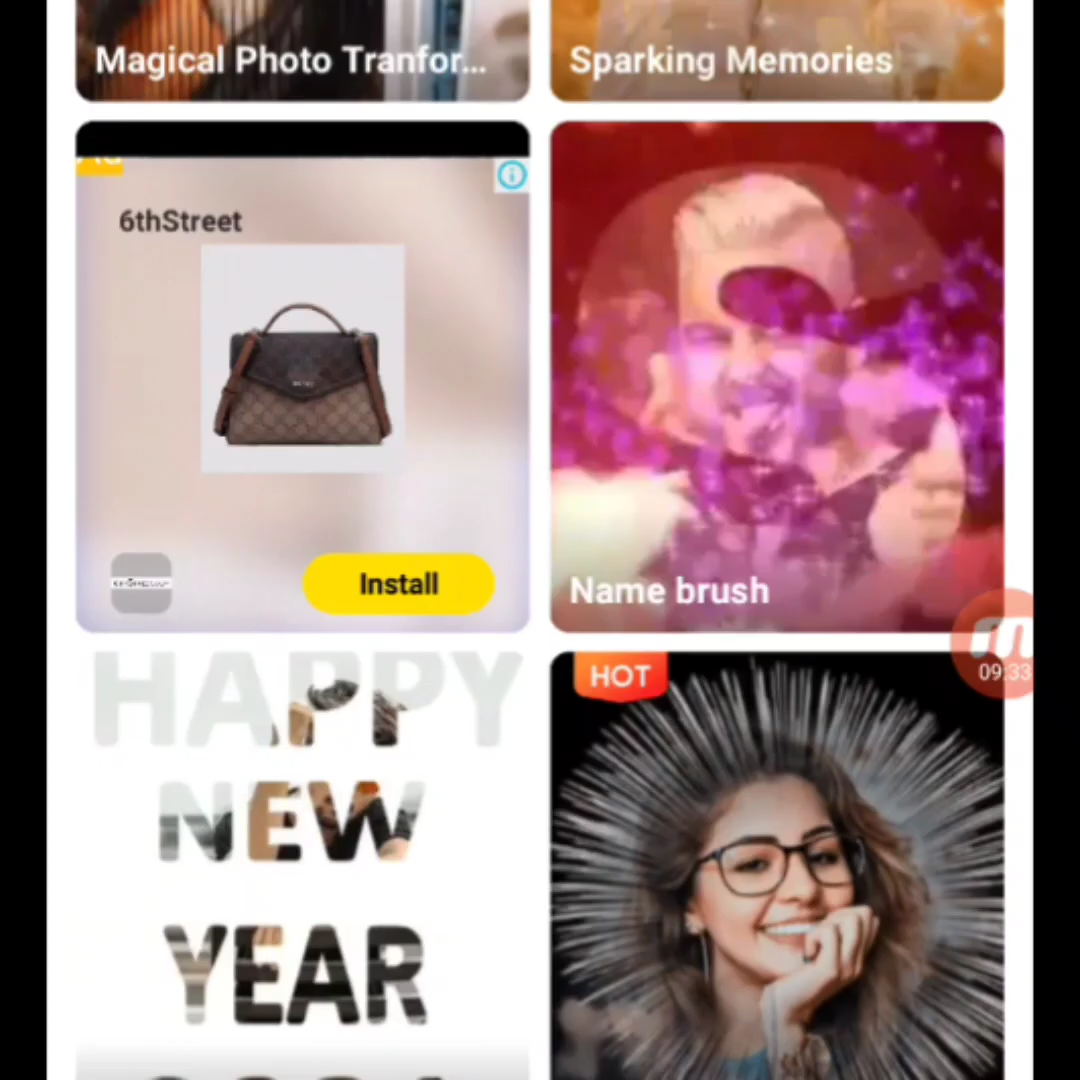 Magical Photo Tranfor...
Sparking Memories
6thStreet
Install
Name brush
HOT
09:33
HAPPY
NEW
YEAR